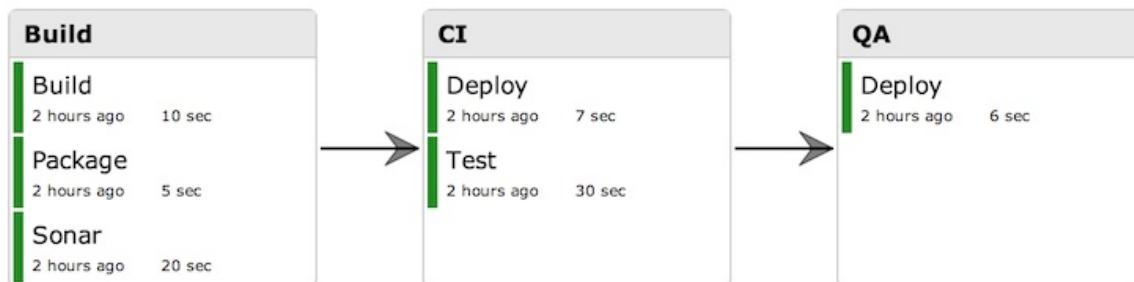 Build
Build
2 hours ago 10 sec
Package
2 hours ago 5 sec
Sonar
2 hours ago 20 sec
CI
Deploy
2 hours ago 7 sec
Test
2 hours ago 30 sec
QA
Deploy
2 hours ago 6 sec